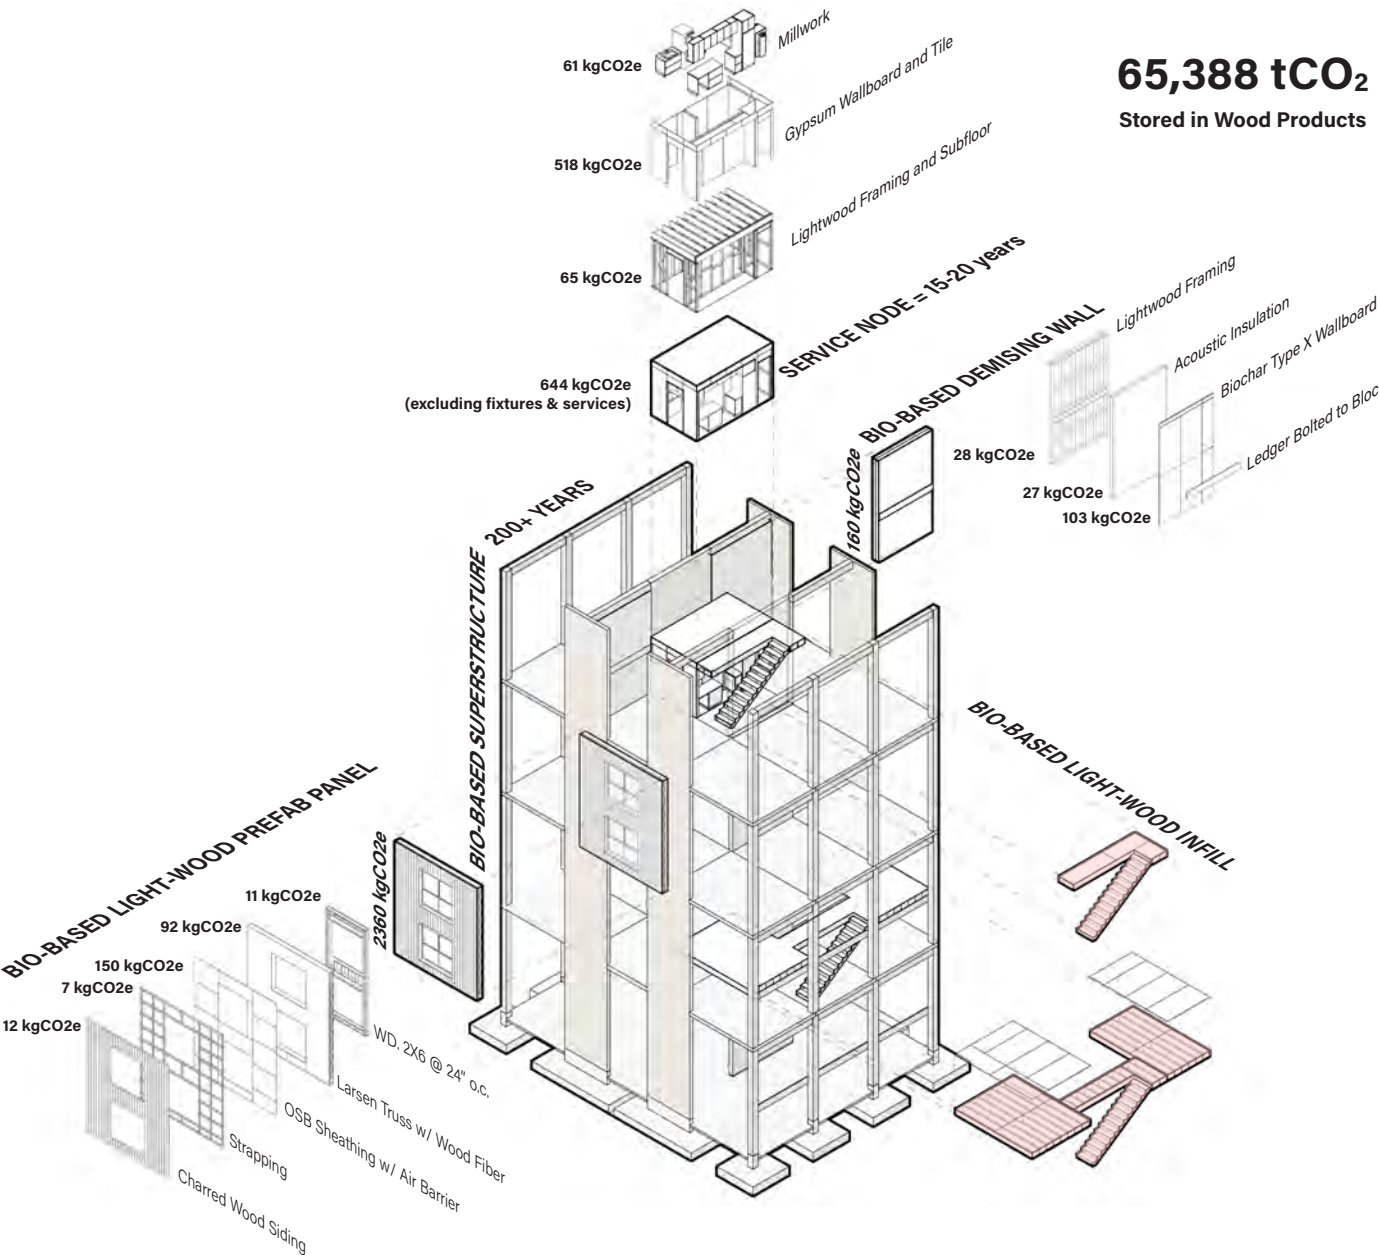 Millwork
61 kgCO2e
65,388 tCO2
Stored in Wood Products
Gypsum Wallboard and Tile
518 kgCO2e
Lightwood Framing and Subfloor
65 kgCO2e
SERVICE NODE = 15-20 years
644 kgCO2e
(excluding fixtures & services)
BIO-BASED DEMISING WALL
160 kgCO2e
Lightwood Framing
Acoustic Insulation
Biochar Type X Wallboard
Ledger Bolted to Bloc
28 kgCO2e
27 kgCO2e
103 kgCO2e
BIO-BASED SUPERSTRUCTURE
200+ YEARS
BIO-BASED LIGHT-WOOD INFILL
BIO-BASED LIGHT-WOOD PREFAB PANEL
2360 kgCO2e
11 kgCO2e
92 kgCO2e
150 kgCO2e
7 kgCO2e
12 kgCO2e
WD. 2X6 @ 24" o.c.
Larsen Truss w/ Wood Fiber
OSB Sheathing w/ Air Barrier
Strapping
Charred Wood Siding